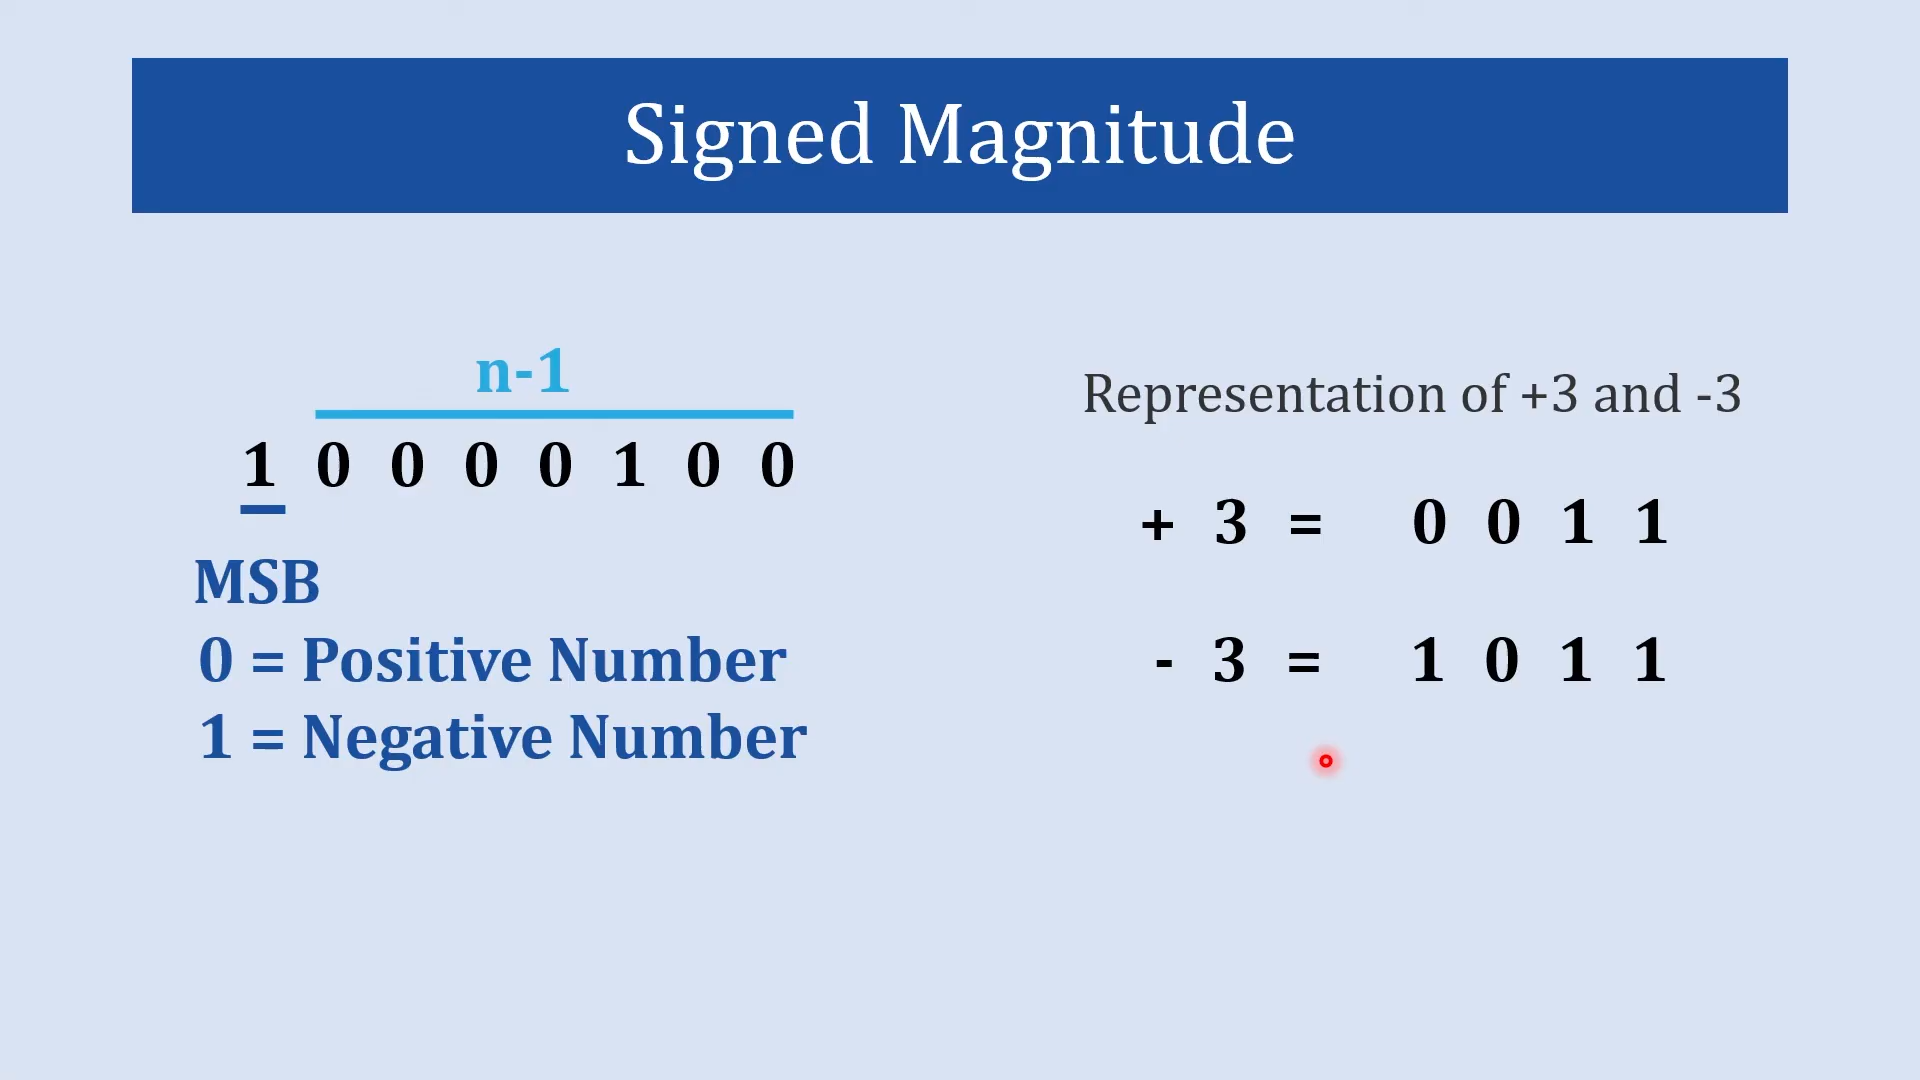 Signed Magnitude
n-1
1 0 0 0 0 1 0 0
MSB
0 = Positive Number
1 = Negative Number
Representation of +3 and -3
+ 3 = 0 0 1 1
- 3 = 1 0 1 1